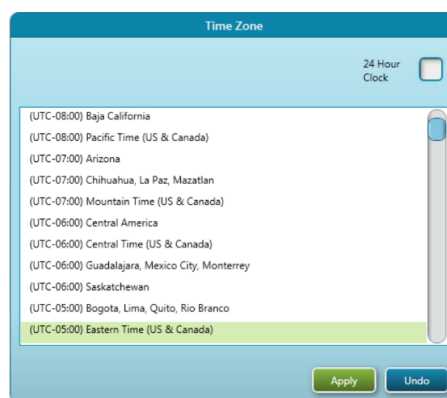 Time Zone
24 Hour
Clock
(UTC-08:00) Baja California
(UTC-08:00) Pacific Time (US & Canada)
(UTC-07:00) Arizona
(UTC-07:00) Chihuahua, La Paz, Mazatlan
(UTC-07:00) Mountain Time (US & Canada)
(UTC-06:00) Central America
(UTC-06:00) Central Time (US & Canada)
(UTC-06:00) Guadalajara, Mexico City, Monterrey
(UTC-06:00) Saskatchewan
(UTC-05:00) Bogota, Lima, Quito, Rio Branco
(UTC-05:00) Eastern Time (US & Canada)
Apply
Undo